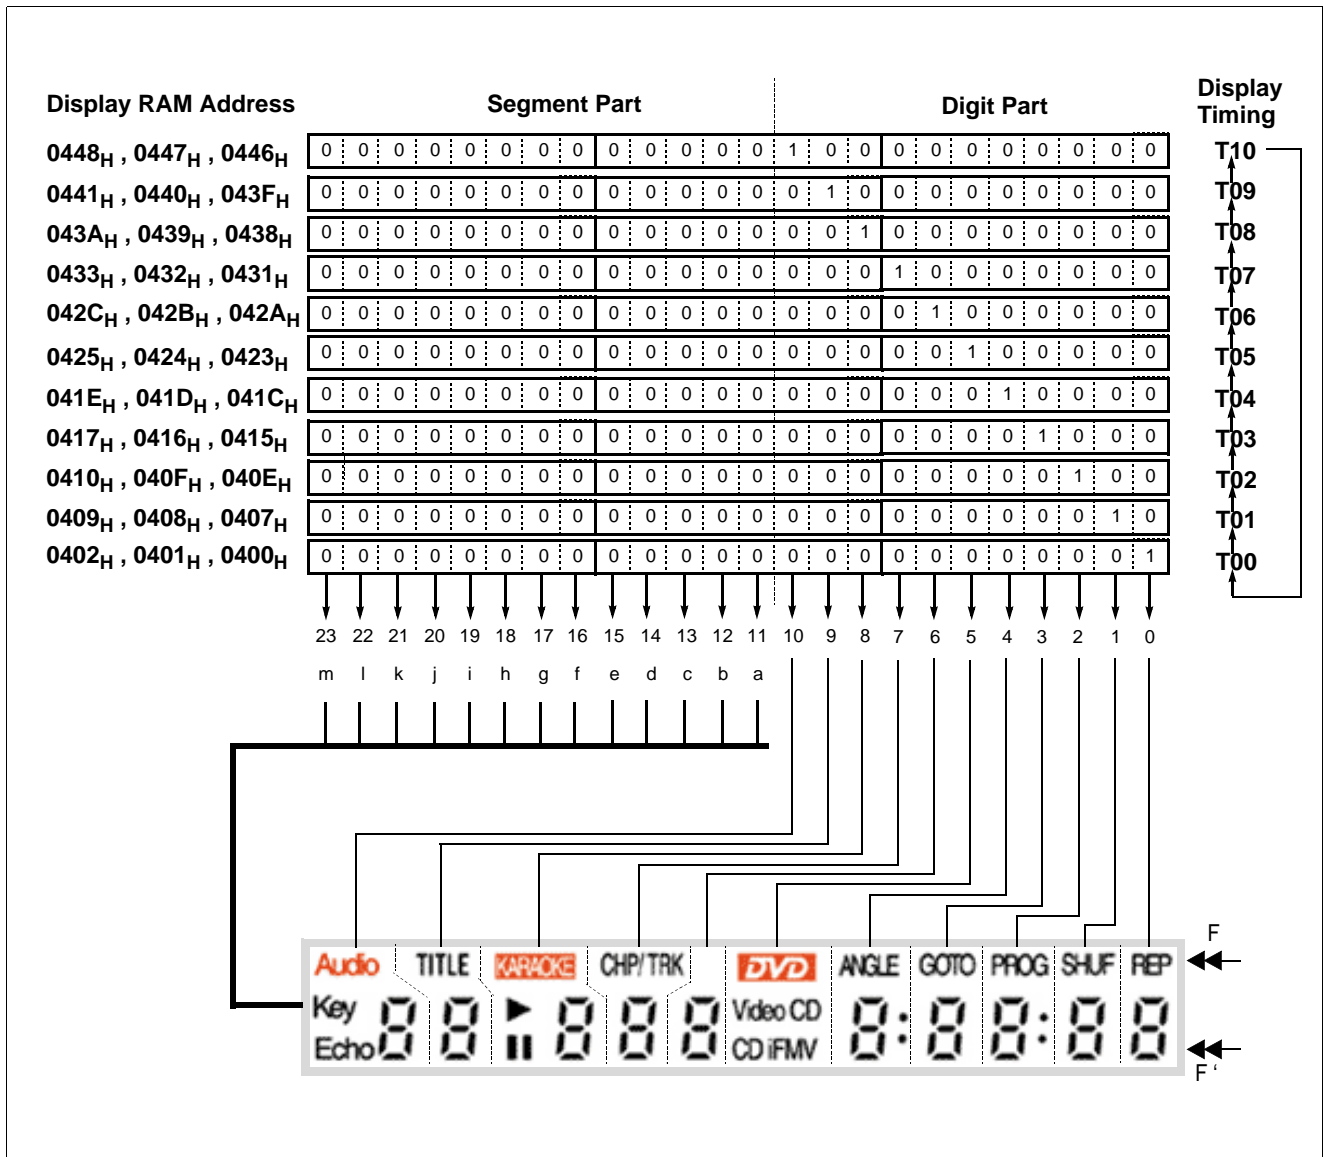 Display RAM Address Segment Part Digit Part Display Timing
0448H , 0447H , 0446H 0 0 0 0 0 0 0 0 0 0 0 0 0 1 0 0 0 0 0 0 0 0 0 0 T10
0441H , 0440H , 043FH 0 0 0 0 0 0 0 0 0 0 0 0 0 0 1 0 0 0 0 0 0 0 0 0 T09
043AH , 0439H , 0438H 0 0 0 0 0 0 0 0 0 0 0 0 0 0 0 1 0 0 0 0 0 0 0 0 T08
0433H , 0432H , 0431H 0 0 0 0 0 0 0 0 0 0 0 0 0 0 0 0 1 0 0 0 0 0 0 0 T07
042CH , 042BH , 042AH 0 0 0 0 0 0 0 0 0 0 0 0 0 0 0 0 0 1 0 0 0 0 0 0 T06
0425H , 0424H , 0423H 0 0 0 0 0 0 0 0 0 0 0 0 0 0 0 0 0 0 1 0 0 0 0 0 T05
041EH , 041DH , 041CH 0 0 0 0 0 0 0 0 0 0 0 0 0 0 0 0 0 0 0 1 0 0 0 0 T04
0417H , 0416H , 0415H 0 0 0 0 0 0 0 0 0 0 0 0 0 0 0 0 0 0 0 0 1 0 0 0 T03
0410H , 040FH , 040EH 0 0 0 0 0 0 0 0 0 0 0 0 0 0 0 0 0 0 0 0 0 1 0 0 T02
0409H , 0408H , 0407H 0 0 0 0 0 0 0 0 0 0 0 0 0 0 0 0 0 0 0 0 0 0 1 0 T01
0402H , 0401H , 0400H 0 0 0 0 0 0 0 0 0 0 0 0 0 0 0 0 0 0 0 0 0 0 0 1 T00
23 22 21 20 19 18 17 16 15 14 13 12 11 10 9 8 7 6 5 4 3 2 1 0
m l k j i h g f e d c b a
Audio TITLE KARAOKE CHP/TRK DVD ANGLE GOTO PROG SHUF REP F
Key 8 8 8 8 8 Video CD 8:8 8:8 8
Echo CD iFMV F '